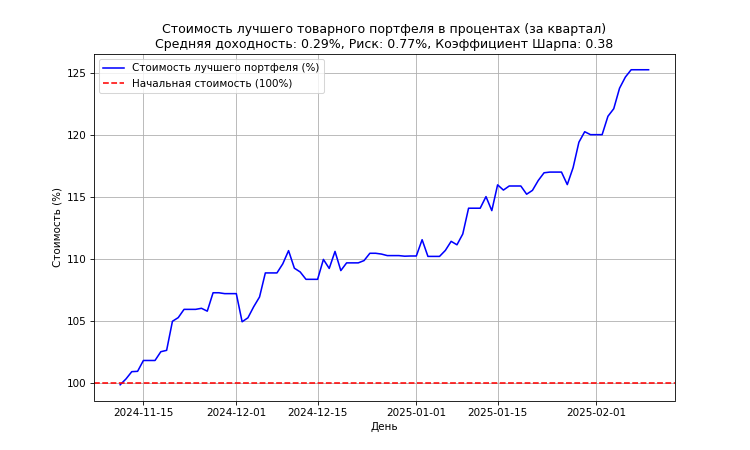 Стоимость лучшего товарного портфеля в процентах (за квартал)
Средняя доходность: 0.29%, Риск: 0.77%, Коэффициент Шарпа: 0.38
Стоимость лучшего портфеля (%)
Начальная стоимость (100%)
Стоимость (%)
125
120
115
110
105
100
2024-11-15
2024-12-01
2024-12-15
2025-01-01
2025-01-15
2025-02-01
День